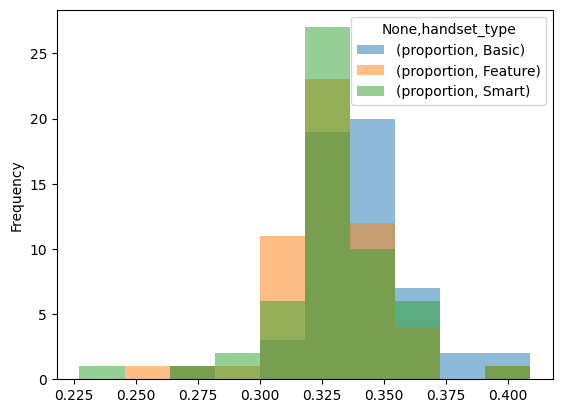 None,handset_type
(proportion, Basic)
(proportion, Feature)
(proportion, Smart)
Frequency
25
20
15
10
5
0
0.225 0.250 0.275 0.300 0.325 0.350 0.375 0.400